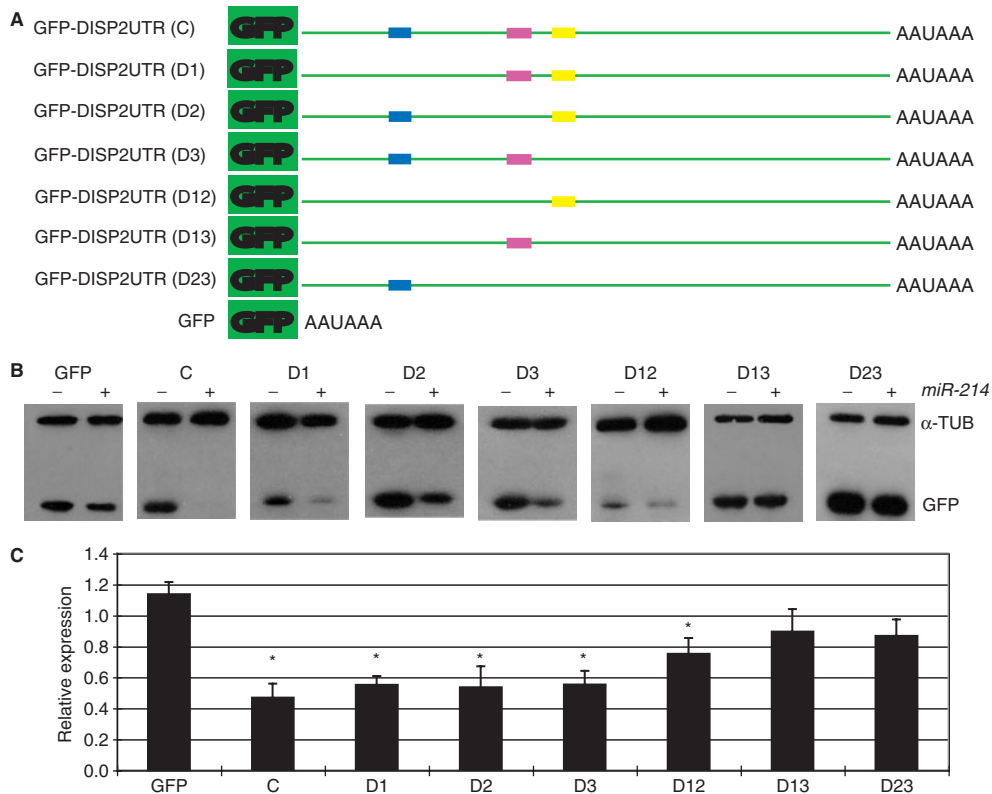 A
GFP-DISP2UTR (C) GFP AAUAAA
GFP-DISP2UTR (D1) GFP AAUAAA
GFP-DISP2UTR (D2) GFP AAUAAA
GFP-DISP2UTR (D3) GFP AAUAAA
GFP-DISP2UTR (D12) GFP AAUAAA
GFP-DISP2UTR (D13) GFP AAUAAA
GFP-DISP2UTR (D23) GFP AAUAAA
GFP GFP AAUAAA
B
GFP C D1 D2 D3 D12 D13 D23
– + – + – + – + – + – + – + – + miR-214
α-TUB
GFP
C
Relative expression
1.4
1.2
1.0
0.8
0.6
0.4
0.2
0.0
* * * * *
GFP C D1 D2 D3 D12 D13 D23